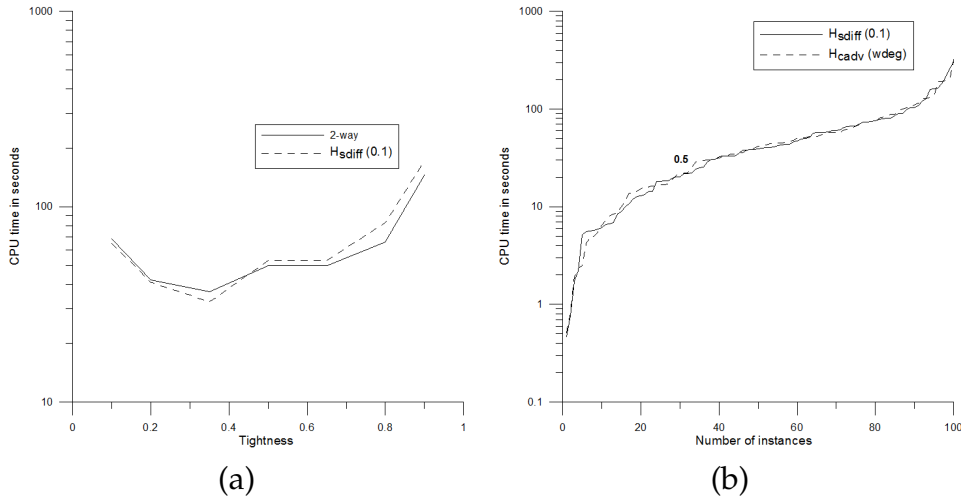 1000
100
10
CPU time in seconds
2-way
Hsdiff (0.1)
0
0.2
0.4
0.6
0.8
1
Tightness
(a)
1000
100
10
1
0.1
CPU time in seconds
Hsdiff (0.1)
Hcadv (wdeg)
0.5
0
20
40
60
80
100
Number of instances
(b)